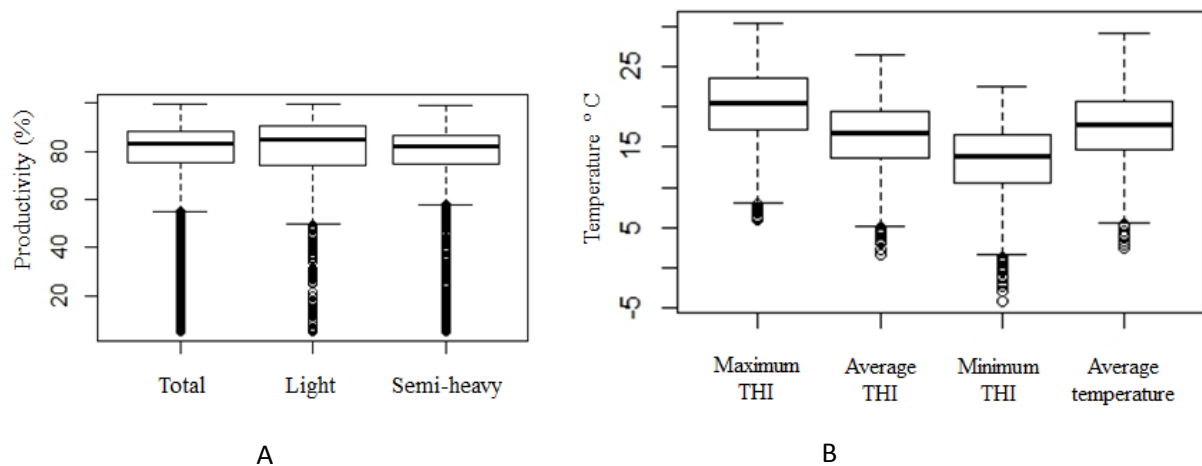 Productivity (%)
80
60
40
20
Total
Light
Semi-heavy
A
Temperature º C
25
15
5
-5
Maximum
THI
Average
THI
Minimum
THI
Average
temperature
B